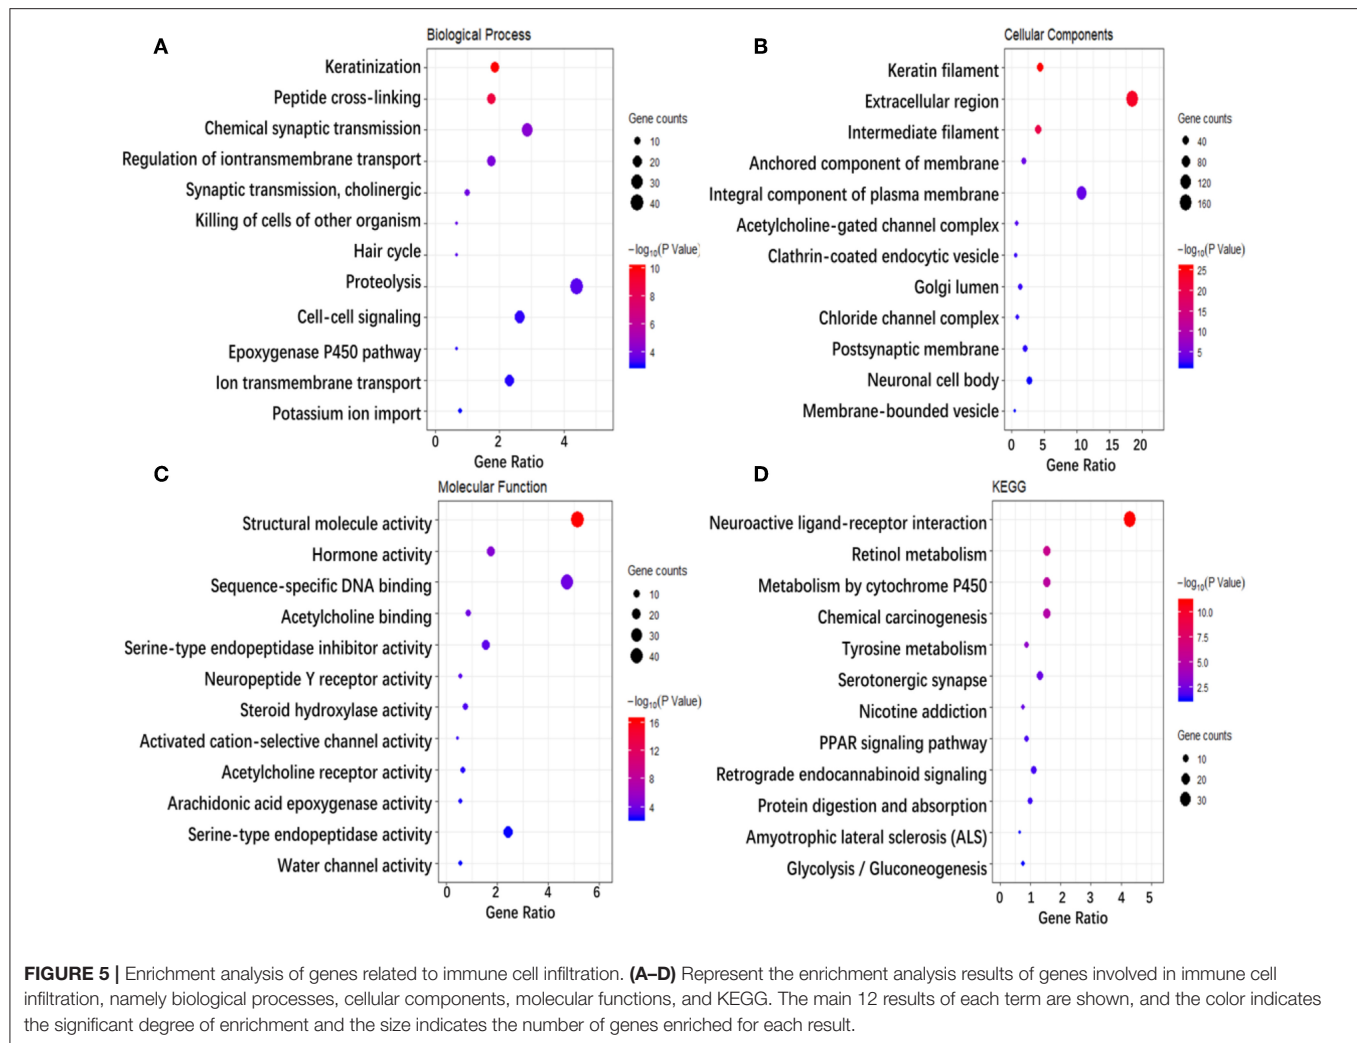 A
Biological Process
Keratinization
Peptide cross-linking
Chemical synaptic transmission
Regulation of iontransmembrane transport
Synaptic transmission, cholinergic
Killing of cells of other organism
Hair cycle
Proteolysis
Cell-cell signaling
Epoxygenase P450 pathway
Ion transmembrane transport
Potassium ion import
0 2 4
Gene Ratio
Gene counts
10
20
30
40
−log10(P Value)
10
8
6
4
B
Cellular Components
Keratin filament
Extracellular region
Intermediate filament
Anchored component of membrane
Integral component of plasma membrane
Acetylcholine-gated channel complex
Clathrin-coated endocytic vesicle
Golgi lumen
Chloride channel complex
Postsynaptic membrane
Neuronal cell body
Membrane-bounded vesicle
0 5 10 15 20
Gene Ratio
Gene counts
40
80
120
160
−log10(P Value)
25
20
15
10
5
C
Molecular Function
Structural molecule activity
Hormone activity
Sequence-specific DNA binding
Acetylcholine binding
Serine-type endopeptidase inhibitor activity
Neuropeptide Y receptor activity
Steroid hydroxylase activity
Activated cation-selective channel activity
Acetylcholine receptor activity
Arachidonic acid epoxygenase activity
Serine-type endopeptidase activity
Water channel activity
0 2 4 6
Gene Ratio
Gene counts
10
20
30
40
−log10(P Value)
16
12
8
4
D
KEGG
Neuroactive ligand-receptor interaction
Retinol metabolism
Metabolism by cytochrome P450
Chemical carcinogenesis
Tyrosine metabolism
Serotonergic synapse
Nicotine addiction
PPAR signaling pathway
Retrograde endocannabinoid signaling
Protein digestion and absorption
Amyotrophic lateral sclerosis (ALS)
Glycolysis / Gluconeogenesis
0 1 2 3 4 5
Gene Ratio
−log10(P Value)
10.0
7.5
5.0
2.5
Gene counts
10
20
30
FIGURE 5 | Enrichment analysis of genes related to immune cell infiltration. (A–D) Represent the enrichment analysis results of genes involved in immune cell
infiltration, namely biological processes, cellular components, molecular functions, and KEGG. The main 12 results of each term are shown, and the color indicates
the significant degree of enrichment and the size indicates the number of genes enriched for each result.